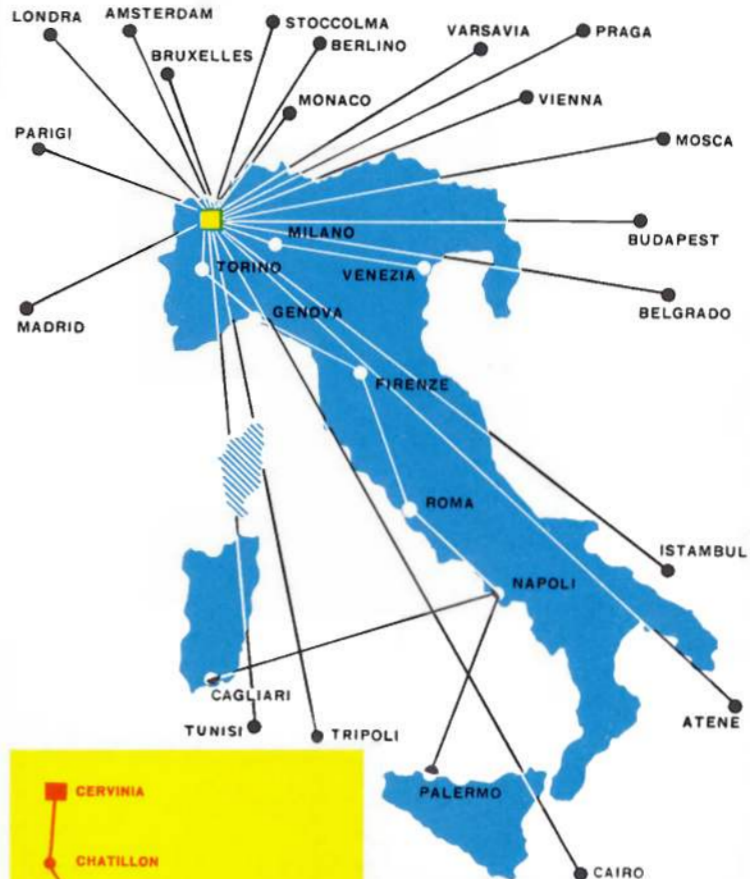 LONDRA
AMSTERDAM
STOCCOLMA
BERLINO
BRUXELLES
VARSAVIA
PRAGA
MONACO
VIENNA
PARIGI
MOSCA
MILANO
BUDAPEST
TORINO
VENEZIA
MADRID
GENOVA
BELGRADO
FIRENZE
ROMA
ISTAMBUL
NAPOLI
CAGLIARI
TUNISI
TRIPOLI
ATENE
CERVINIA
PALERMO
CHATILLON
CAIRO